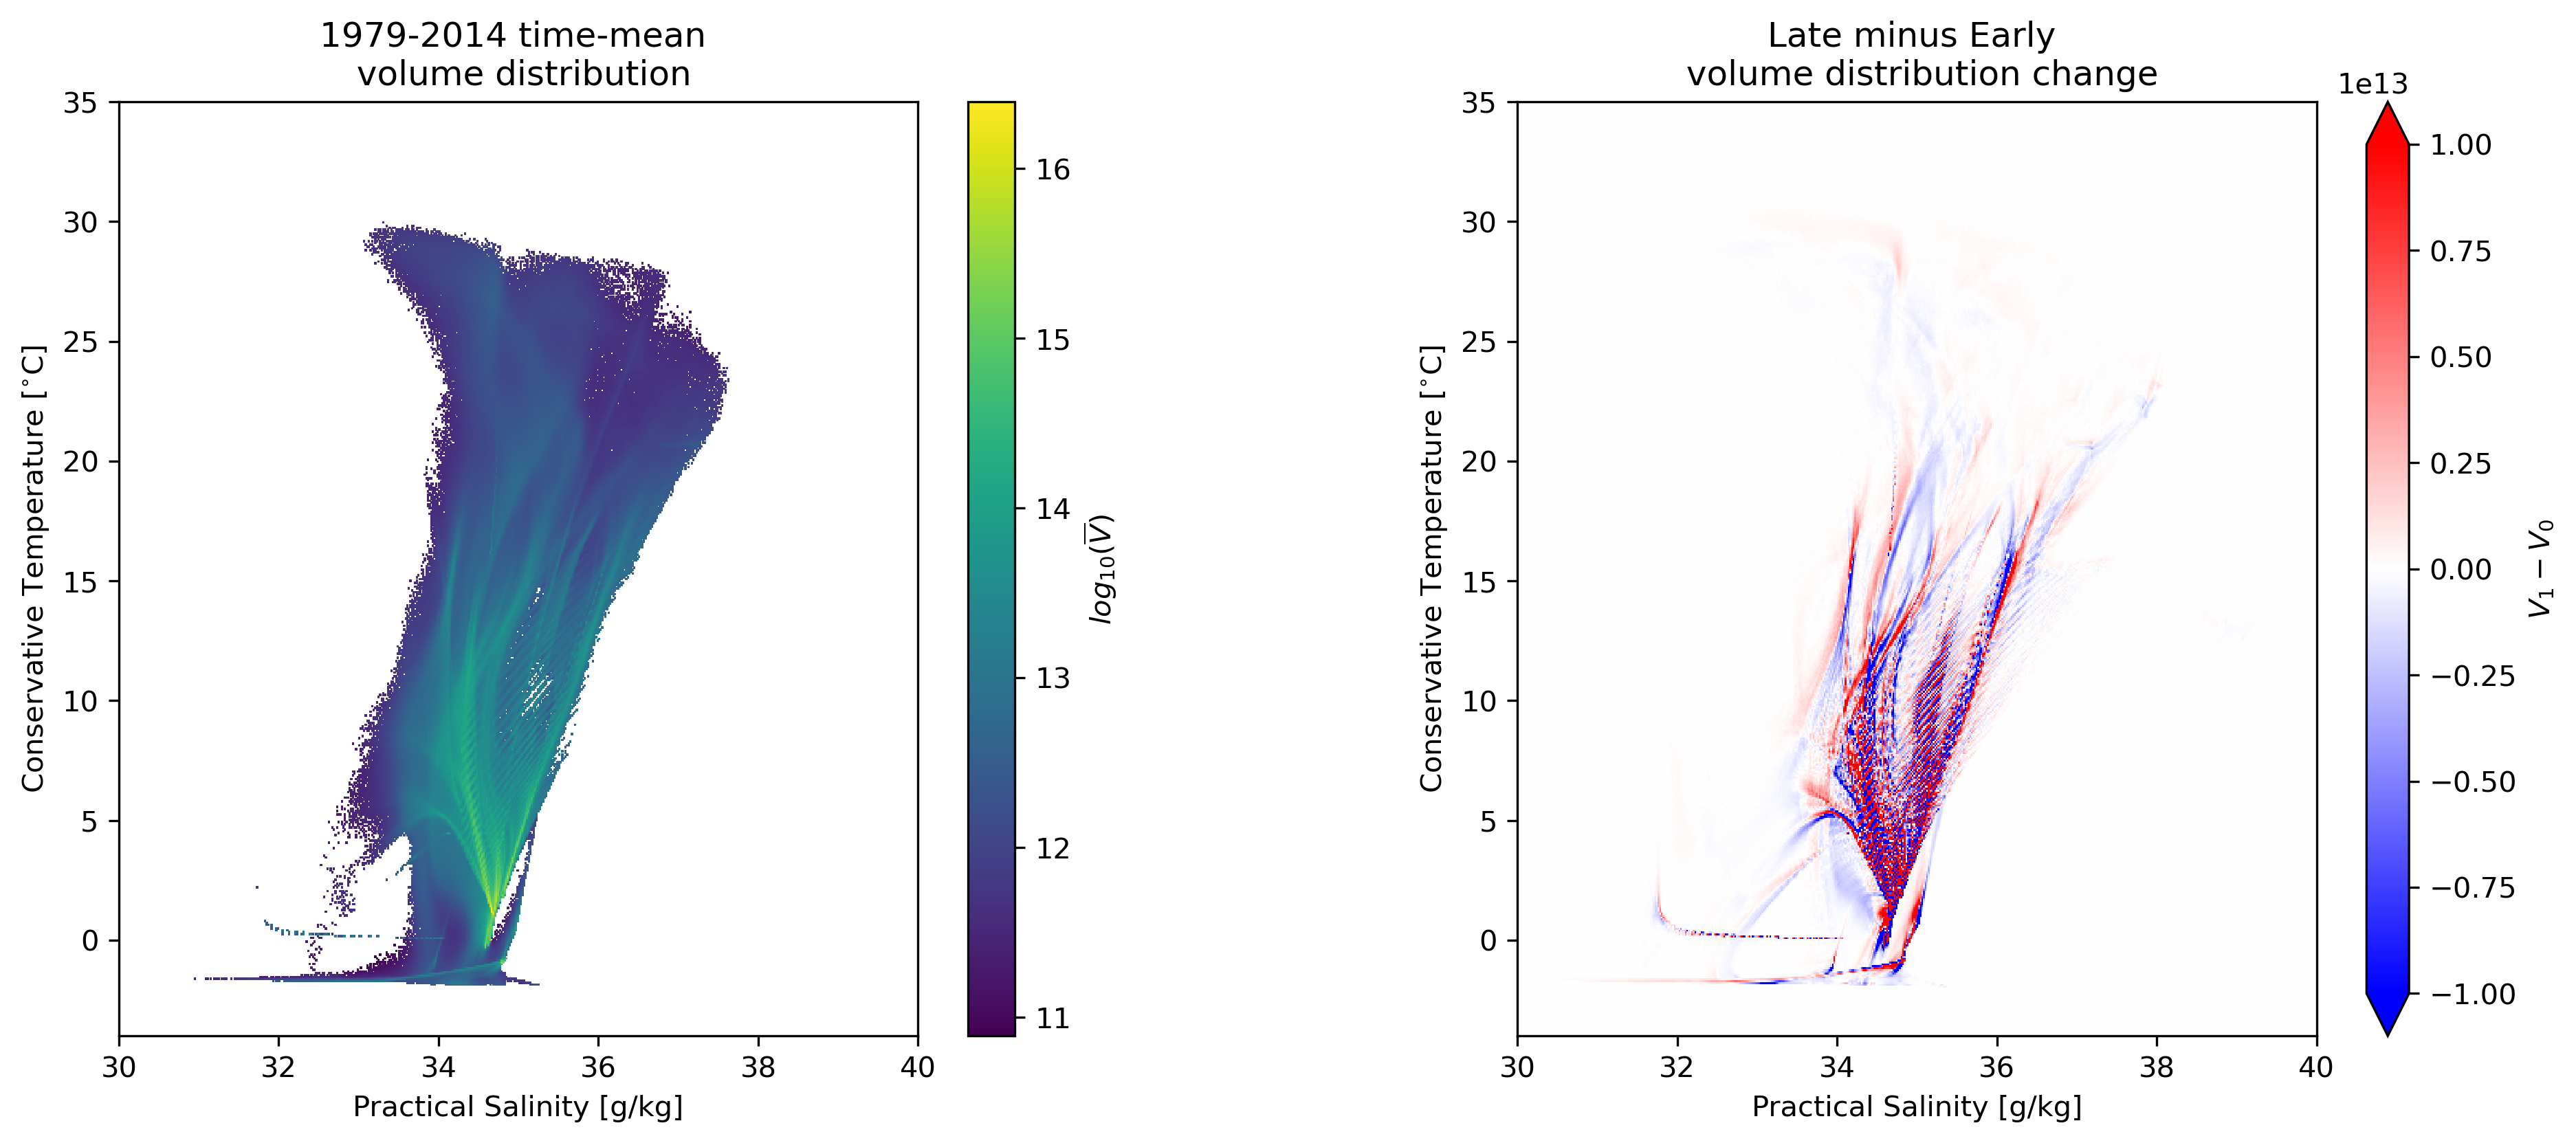 1979-2014 time-mean
volume distribution
35
30
25
20
15
10
5
0
Conservative Temperature [°C]
30 32 34 36 38 40
Practical Salinity [g/kg]
16
15
14
13
12
11
log₁₀(V̅)
Late minus Early
volume distribution change
35
30
25
20
15
10
5
0
Conservative Temperature [°C]
30 32 34 36 38 40
Practical Salinity [g/kg]
1e13
1.00
0.75
0.50
0.25
0.00
−0.25
−0.50
−0.75
−1.00
V₁ − V₀